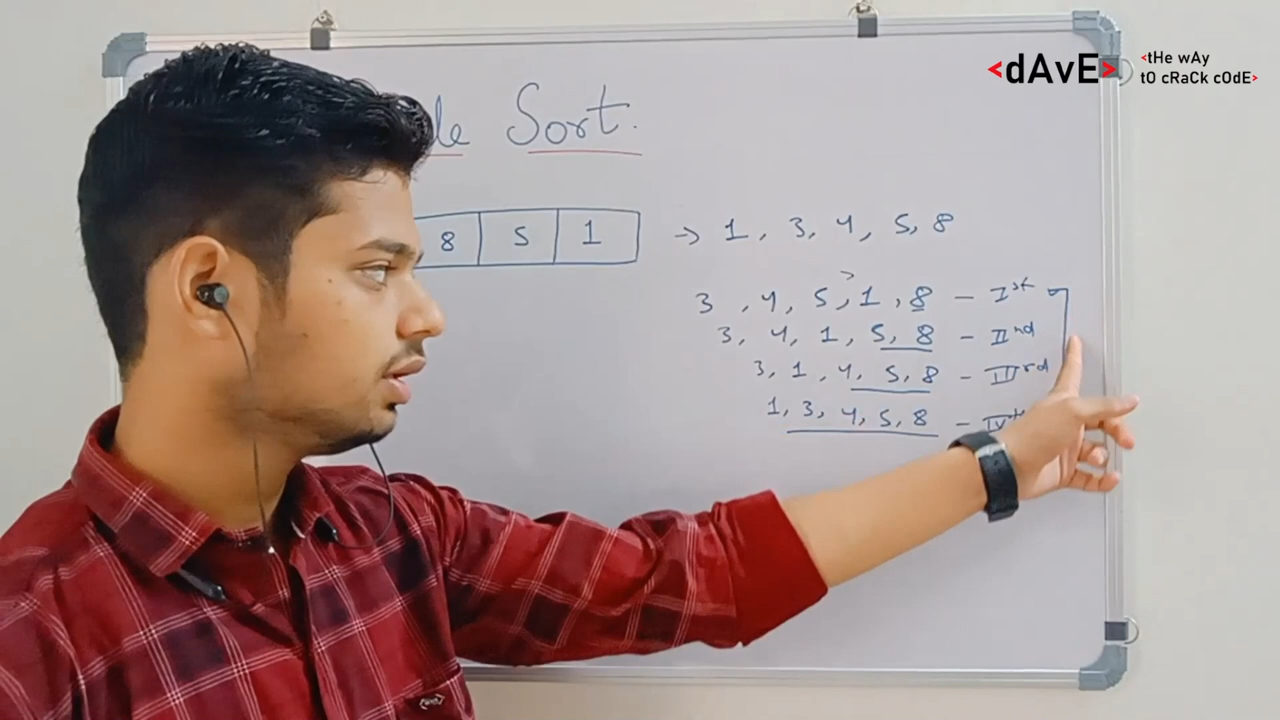 <dAvE>
<tHe wAy
tO cRaCk cOdE>
le Sort.
8 5 1 → 1, 3, 4, 5, 8
>
3, 4, 5, 1, 8 – Ist
3, 4, 1, 5, 8 – IInd
3, 1, 4, 5, 8 – IIIrd
1, 3, 4, 5, 8 – IVth